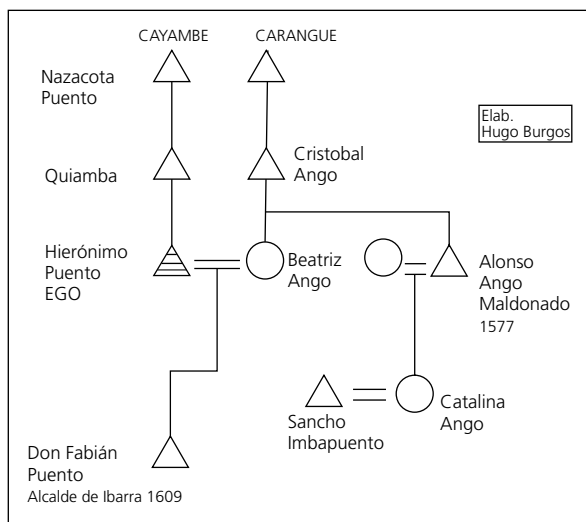 CAYAMBE
CARANGUE
Nazacota
Puento
Elab.
Hugo Burgos
Quiamba
Cristobal
Ango
Hierónimo
Puento
EGO
Beatriz
Ango
Alonso
Ango
Maldonado
1577
Sancho
Imbapuento
Catalina
Ango
Don Fabián
Puento
Alcalde de Ibarra 1609